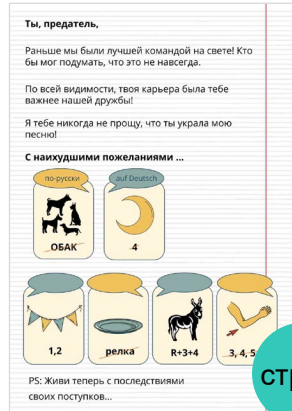 Ты, предатель,
Раньше мы были лучшей командой на свете! Кто
бы мог подумать, что это не навсегда.
По всей видимости, твоя карьера была тебе
важнее нашей дружбы!
Я тебе никогда не прощу, что ты украла мою
песню!
С наихудшими пожеланиями ...
по-русски auf Deutsch
ОБАК 4
1,2 релка R+3+4 3, 4, 5
PS: Живи теперь с последствиями
своих поступков...
стр